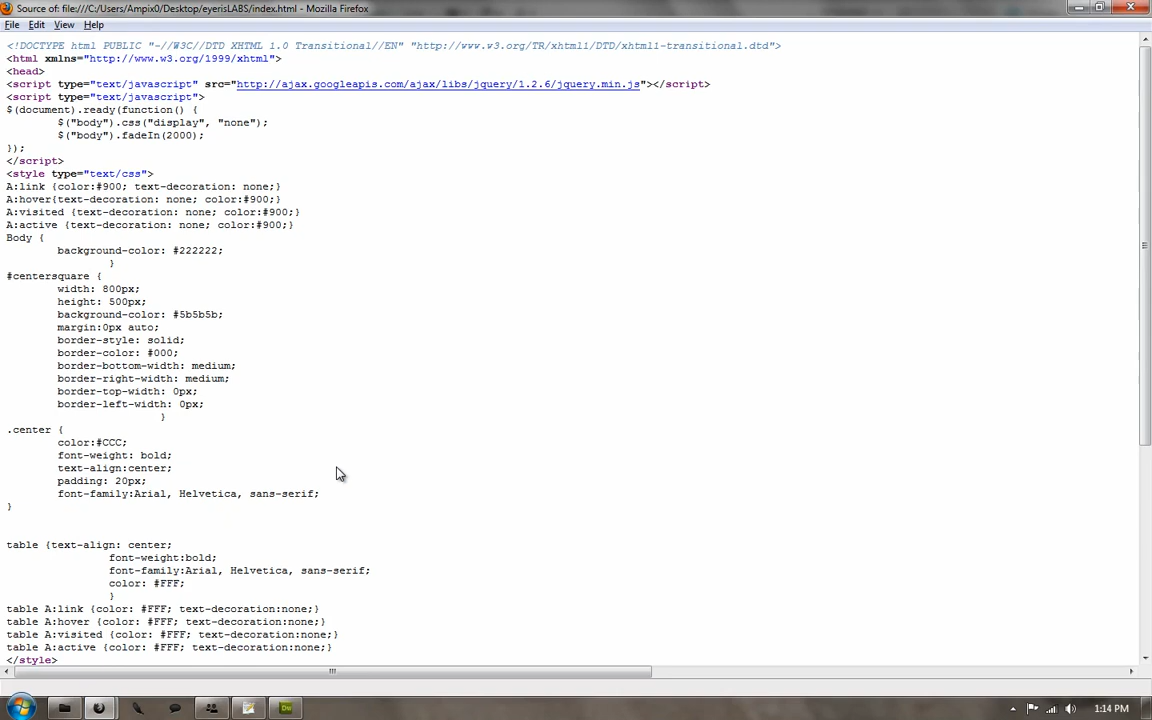 Source of: file:///C:/Users/Ampix0/Desktop/eyerisLABS/index.html - Mozilla Firefox
File Edit View Help
<!DOCTYPE html PUBLIC "-//W3C//DTD XHTML 1.0 Transitional//EN" "http://www.w3.org/TR/xhtml1/DTD/xhtml1-transitional.dtd">
<html xmlns="http://www.w3.org/1999/xhtml">
<head>
<script type="text/javascript" src="http://ajax.googleapis.com/ajax/libs/jquery/1.2.6/jquery.min.js"></script>
<script type="text/javascript">
$(document).ready(function() {
        $("body").css("display", "none");
        $("body").fadeIn(2000);
});
</script>
<style type="text/css">
A:link {color:#900; text-decoration: none;}
A:hover{text-decoration: none; color:#900;}
A:visited {text-decoration: none; color:#900;}
A:active {text-decoration: none; color:#900;}
Body {
        background-color: #222222;
                }
#centersquare {
        width: 800px;
        height: 500px;
        background-color: #5b5b5b;
        margin:0px auto;
        border-style: solid;
        border-color: #000;
        border-bottom-width: medium;
        border-right-width: medium;
        border-top-width: 0px;
        border-left-width: 0px;
                        }
.center {
        color:#CCC;
        font-weight: bold;
        text-align:center;
        padding: 20px;
        font-family:Arial, Helvetica, sans-serif;
}
table {text-align: center;
                font-weight:bold;
                font-family:Arial, Helvetica, sans-serif;
                color: #FFF;
                }
table A:link {color: #FFF; text-decoration:none;}
table A:hover {color: #FFF; text-decoration:none;}
table A:visited {color: #FFF; text-decoration:none;}
table A:active {color: #FFF; text-decoration:none;}
</style>
Dw
1:14 PM